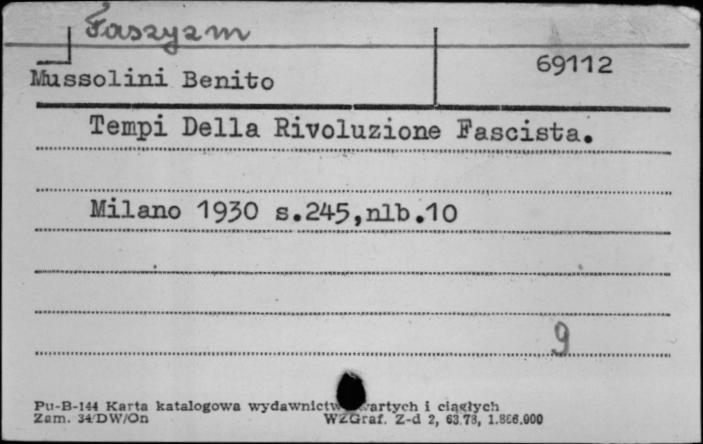 Faszyzm
69112
Mussolini Benito
Tempi Della Rivoluzione Fascista.
Milano 1930 s.245,nlb.10
9
Pu-B-144 Karta katalogowa wydawnictw i ciągłych
Zam. 34/DW/On WZGraf. Z-d 2, 63.78, 1.866.000